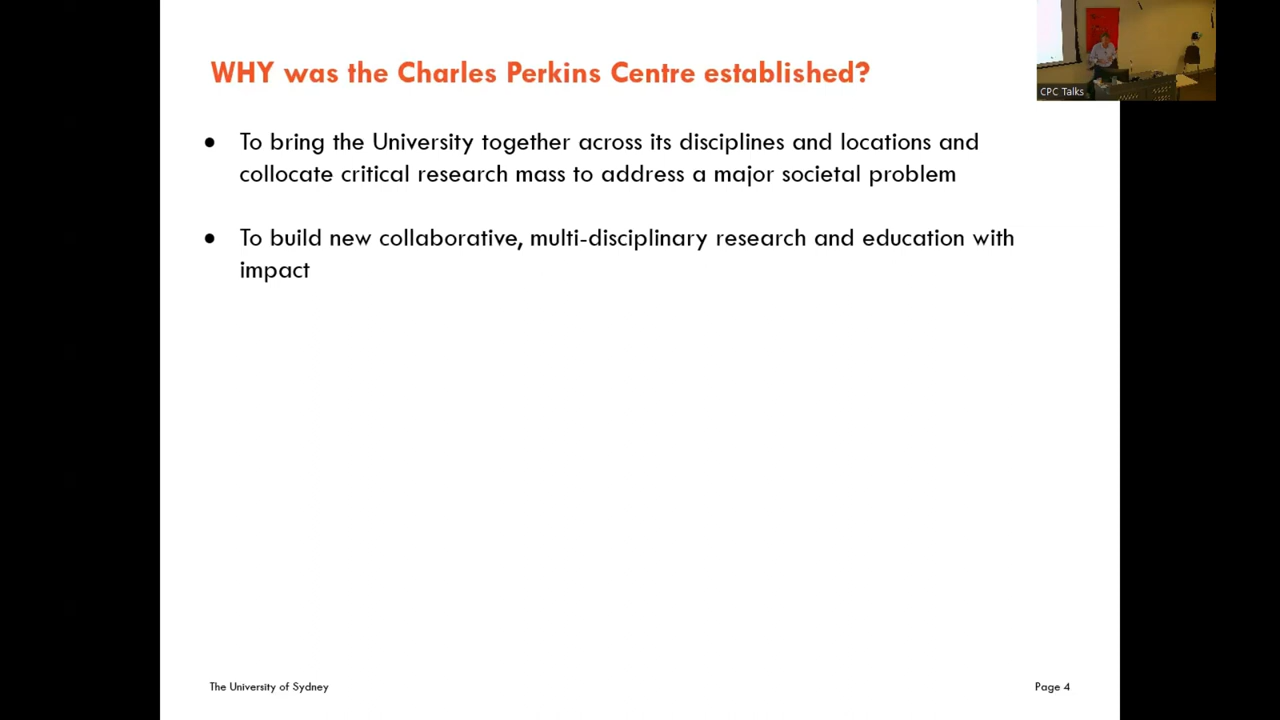 WHY was the Charles Perkins Centre established?
CPC Talks
● To bring the University together across its disciplines and locations and
collocate critical research mass to address a major societal problem
● To build new collaborative, multi-disciplinary research and education with
impact
The University of Sydney
Page 4